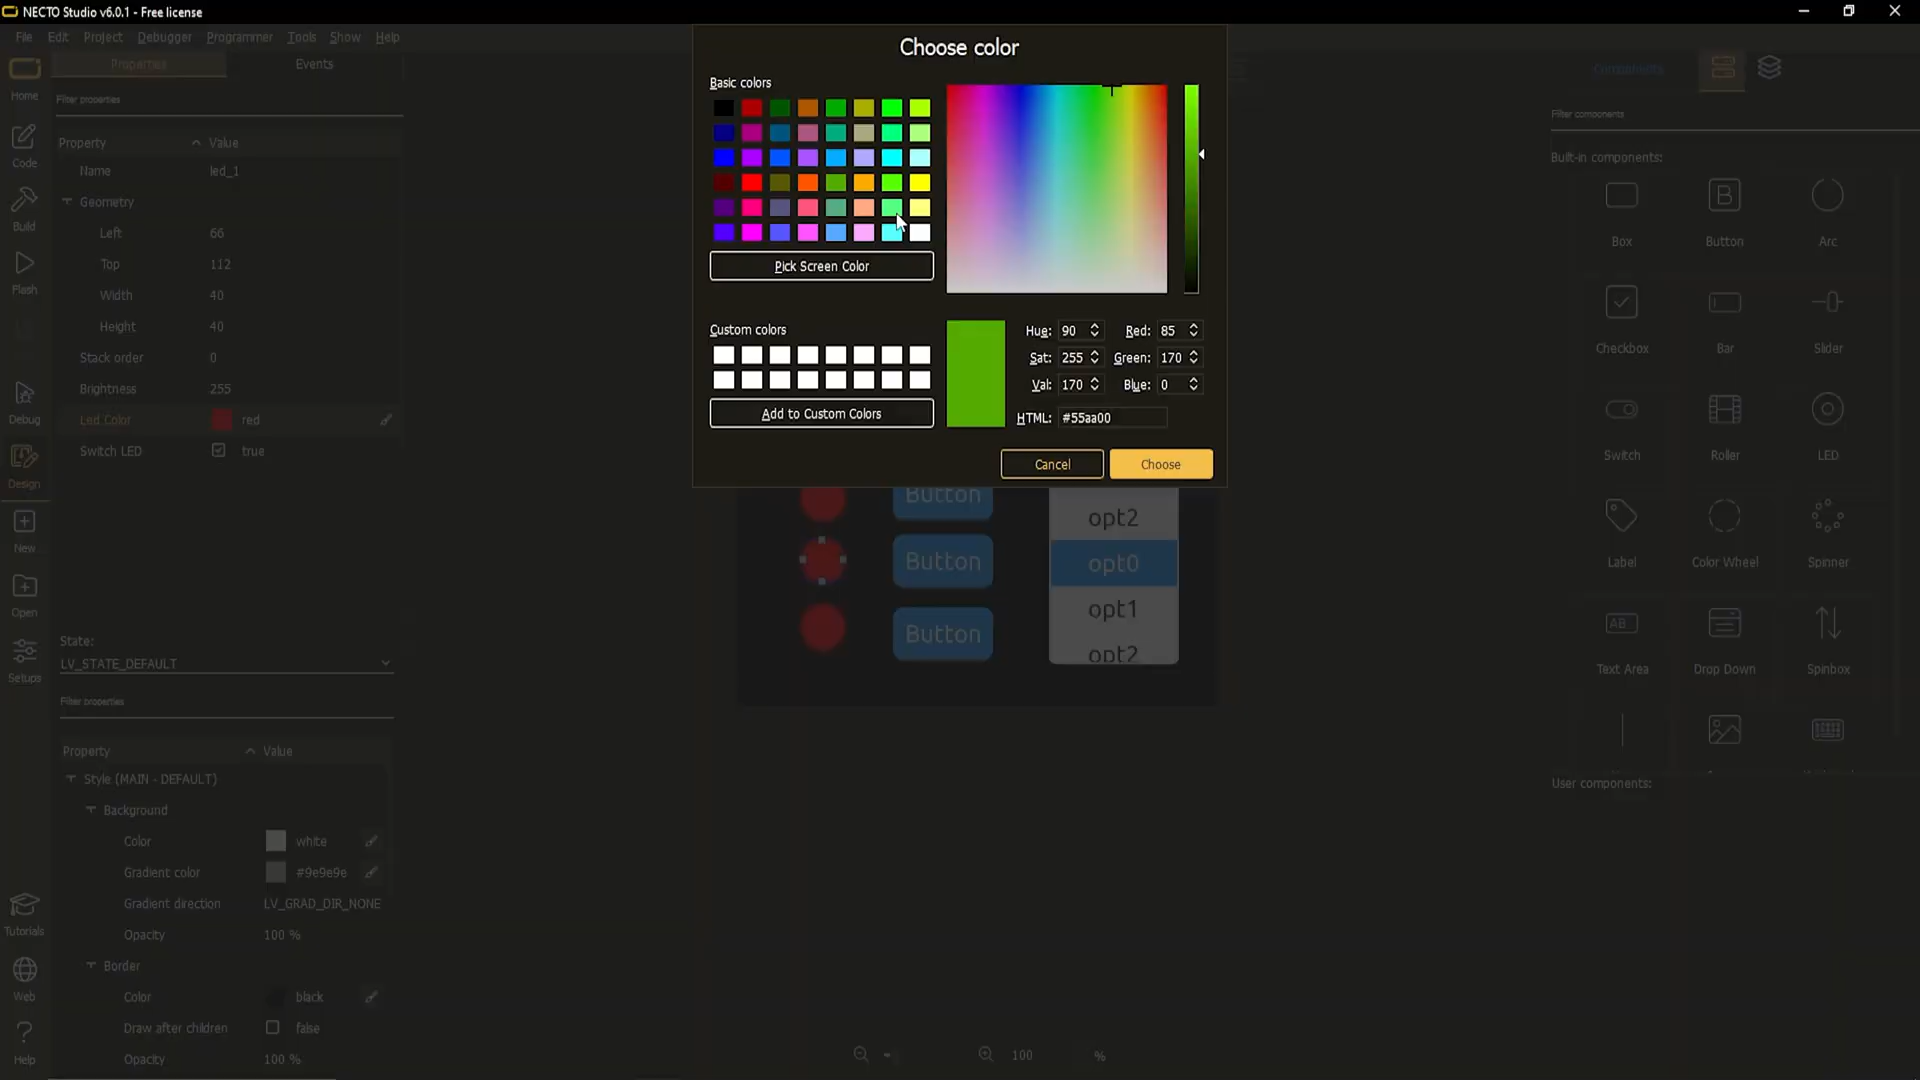 NECTO Studio v6.0.1 - Free license
File Edit Project Debugger Programmer Tools Show Help
Choose color
Basic colors
Pick Screen Color
Custom colors
Add to Custom Colors
Hue: 90 Red: 85
Sat: 255 Green: 170
Val: 170 Blue: 0
HTML: #55aa00
Cancel Choose
Home
Code
Build
Flash
Debug
Design
New
Open
Setups
Tutorials
Web
Help
Properties Events
Filter properties
Property Value
Name led_1
Geometry
Left 66
Top 112
Width 40
Height 40
Stack order 0
Brightness 255
Led Color red
Switch LED true
State:
LV_STATE_DEFAULT
Filter properties
Property Value
Style (MAIN - DEFAULT)
Background
Color white
Gradient color #9e9e9e
Gradient direction LV_GRAD_DIR_NONE
Opacity 100 %
Border
Color black
Draw after children false
Opacity 100 %
Button
Button
Button
opt2
opt0
opt1
opt2
100 %
Components
Filter components
Built-in components:
Box Button Arc
Checkbox Bar Slider
Switch Roller LED
Label Color Wheel Spinner
AB
Text Area Drop Down Spinbox
User components: